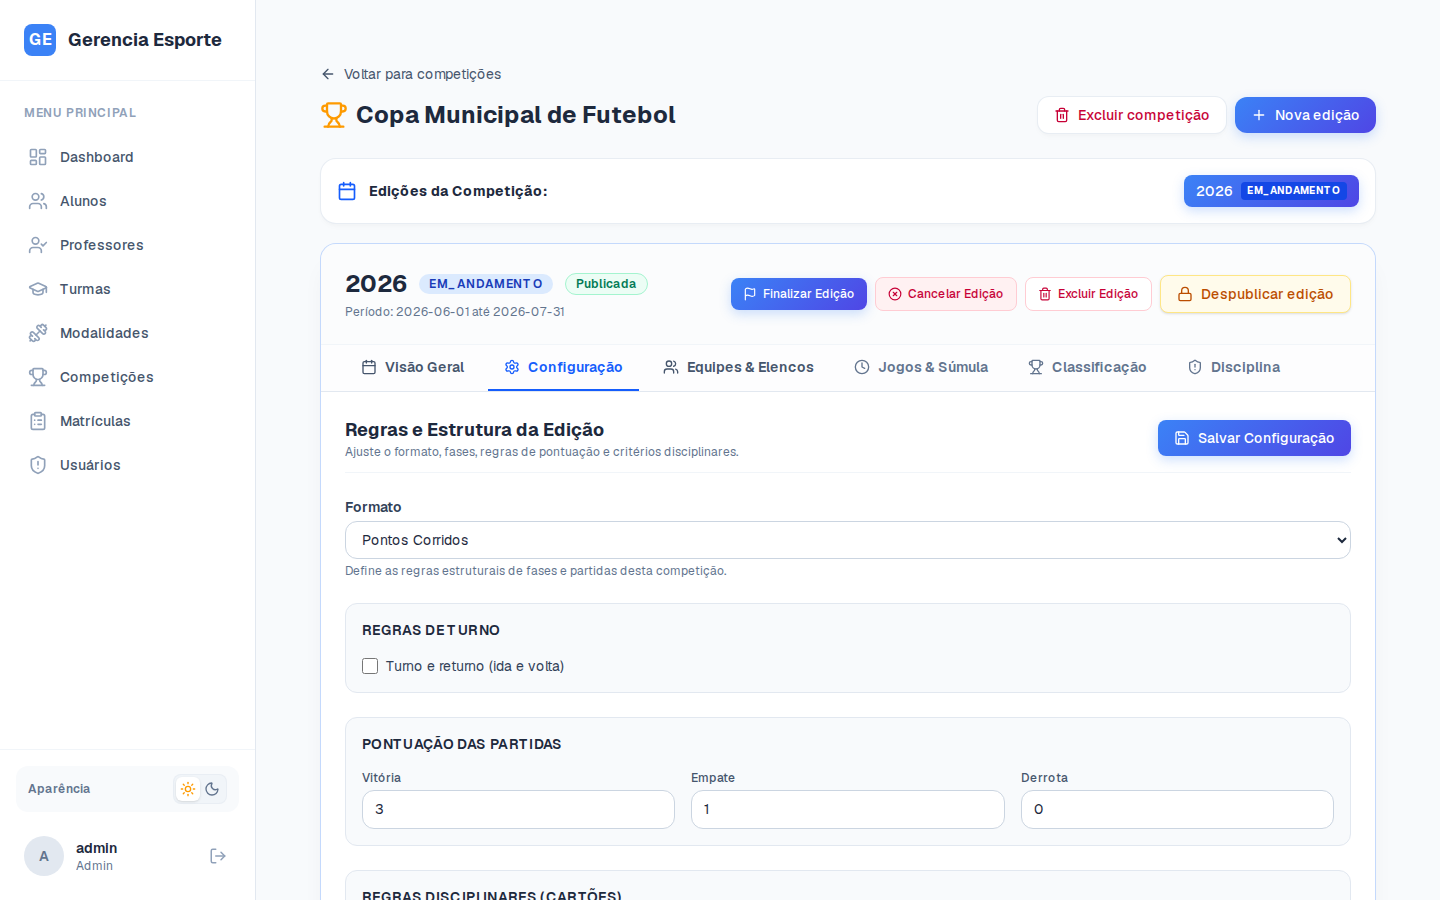 GE Gerencia Esporte
MENU PRINCIPAL
Dashboard
Alunos
Professores
Turmas
Modalidades
Competições
Matrículas
Usuários
Aparência
A
admin
Admin
Voltar para competições
Copa Municipal de Futebol
Excluir competição
Nova edição
Edições da Competição:
2026 EM_ANDAMENTO
2026 EM_ANDAMENTO Publicada
Período: 2026-06-01 até 2026-07-31
Finalizar Edição
Cancelar Edição
Excluir Edição
Despublicar edição
Visão Geral
Configuração
Equipes & Elencos
Jogos & Súmula
Classificação
Disciplina
Regras e Estrutura da Edição
Ajuste o formato, fases, regras de pontuação e critérios disciplinares.
Salvar Configuração
Formato
Pontos Corridos
Define as regras estruturais de fases e partidas desta competição.
REGRAS DE TURNO
Turno e returno (ida e volta)
PONTUAÇÃO DAS PARTIDAS
Vitória
3
Empate
1
Derrota
0
REGRAS DISCIPLINARES (CARTÕES)